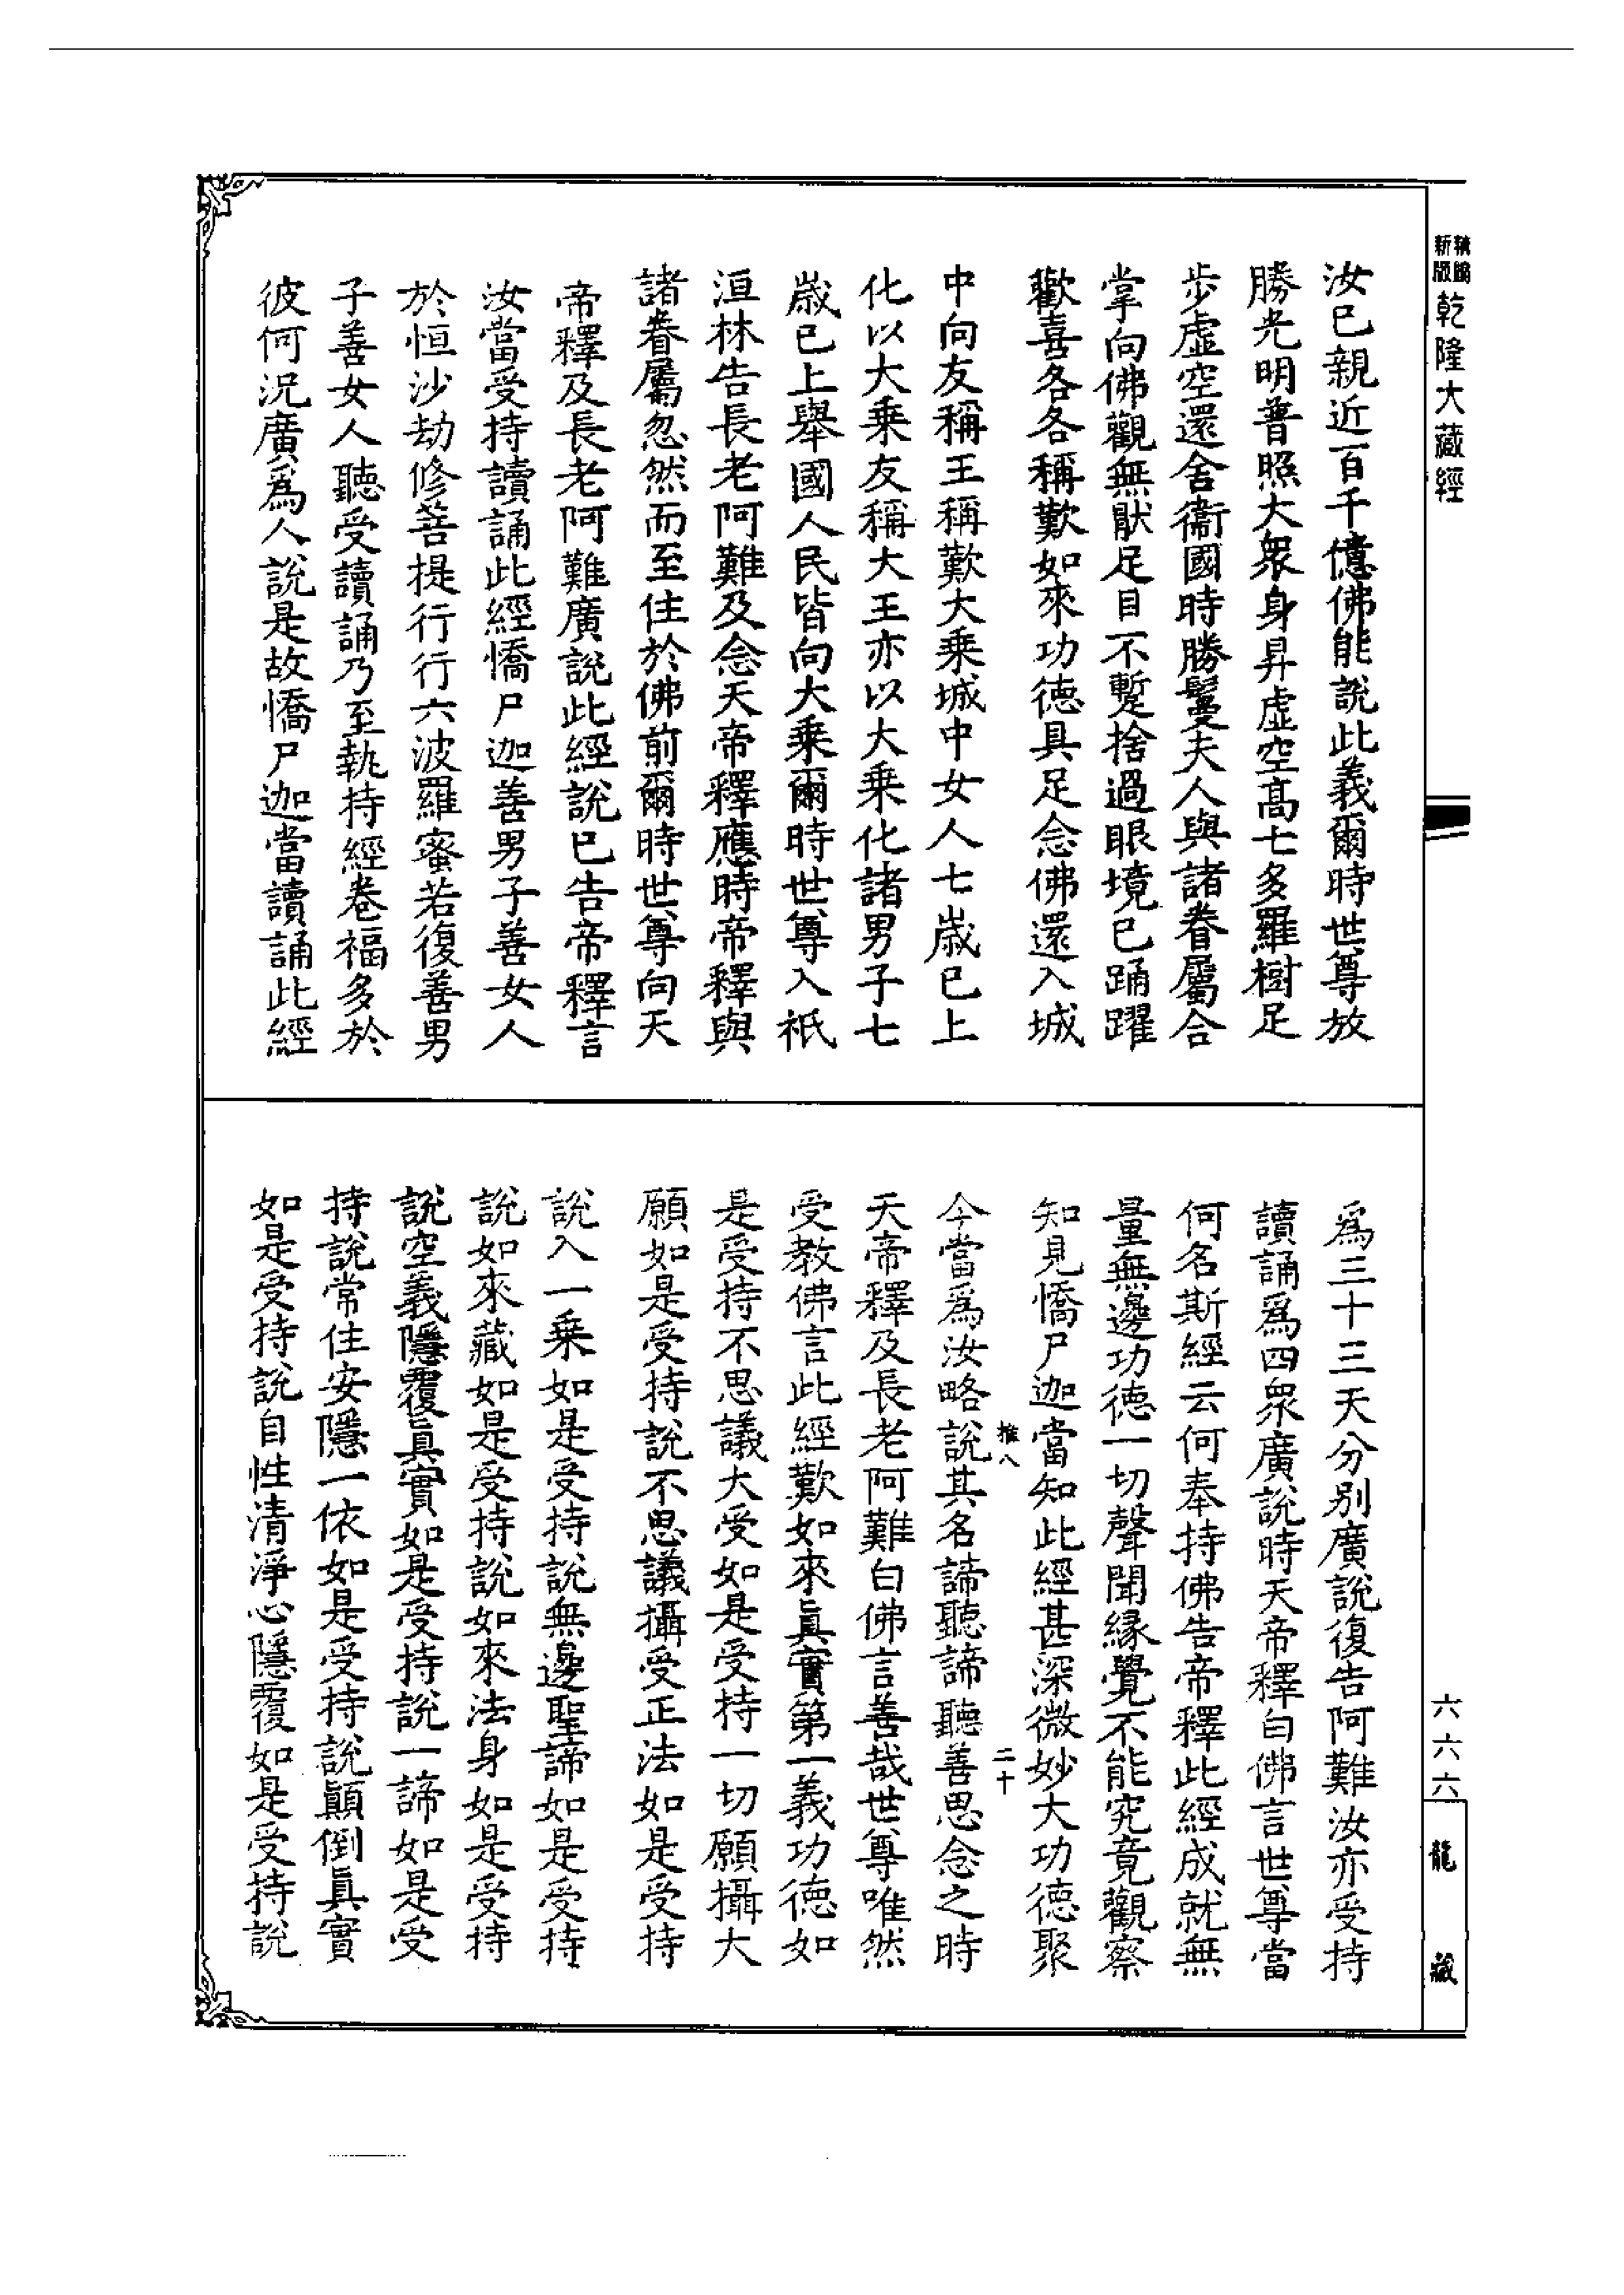 新編縮版乾隆大藏經
汝已親近百千億佛能說此義爾時世尊放
勝光明普照大衆身昇虛空高七多羅樹足
步虛空還舍衞國時勝鬘夫人與諸眷屬合
掌向佛觀無猒足目不蹔捨過眼境已踊躍
歡喜各各稱歎如來功德具足念佛還入城
中向友稱王稱歎大乘城中女人七歲已上
化以大乘友稱大王亦以大乘化諸男子七
歲已上舉國人民皆向大乘爾時世尊入祇
洹林告長老阿難及念天帝釋應時帝釋與
諸眷屬忽然而至住於佛前爾時世尊向天
帝釋及長老阿難廣說此經說已告帝釋言
汝當受持讀誦此經憍尸迦善男子善女人
於恒沙劫修菩提行行六波羅蜜若復善男
子善女人聽受讀誦乃至執持經卷福多於
彼何況廣爲人說是故憍尸迦當讀誦此經
爲三十三天分別廣說復告阿難汝亦受持
讀誦爲四衆廣說時天帝釋白佛言世尊當
何名斯經云何奉持佛告帝釋此經成就無
量無邊功德一切聲聞緣覺不能究竟觀察
知見憍尸迦當知此經甚深微妙大功德聚
推八 二十
今當爲汝略說其名諦聽諦聽善思念之時
天帝釋及長老阿難白佛言善哉世尊唯然
受教佛言此經歎如來眞實第一義功德如
是受持不思議大受如是受持一切願攝大
願如是受持說不思議攝受正法如是受持
說入一乘如是受持說無邊聖諦如是受持
說如來藏如是受持說如來法身如是受持
說空義隱覆眞實如是受持說一諦如是受
持說常住安隱一依如是受持說顚倒眞實
如是受持說自性清淨心隱覆如是受持說
六六六
龍藏